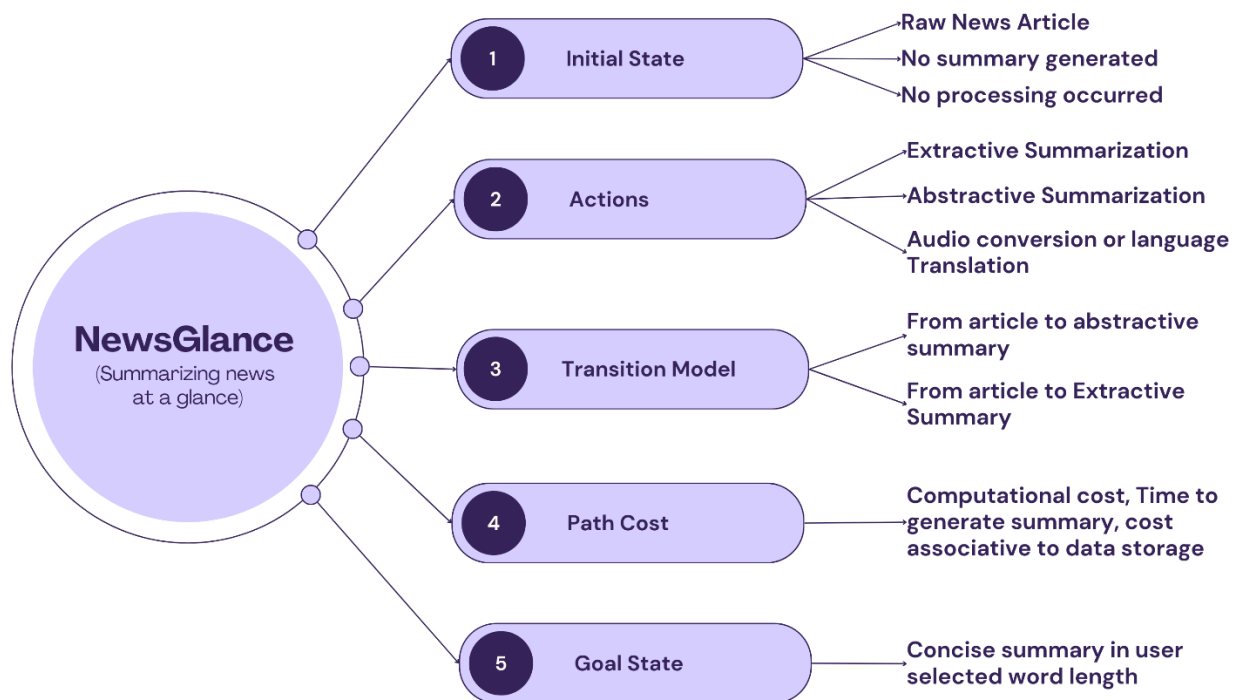 NewsGlance
(Summarizing news
at a glance)
1
Initial State
Raw News Article
No summary generated
No processing occurred
2
Actions
Extractive Summarization
Abstractive Summarization
Audio conversion or language
Translation
3
Transition Model
From article to abstractive
summary
From article to Extractive
Summary
4
Path Cost
Computational cost, Time to
generate summary, cost
associative to data storage
5
Goal State
Concise summary in user
selected word length